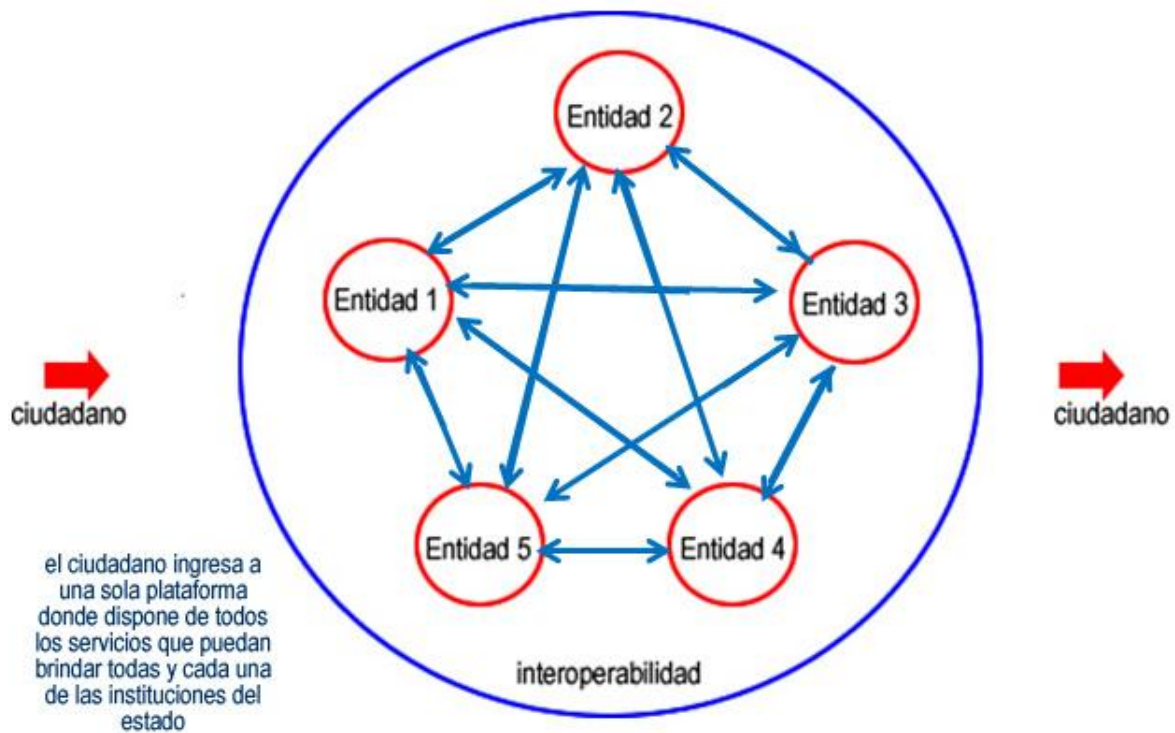 Entidad 2
Entidad 1
Entidad 3
ciudadano
ciudadano
Entidad 5
Entidad 4
el ciudadano ingresa a
una sola plataforma
donde dispone de todos
los servicios que puedan
brindar todas y cada una
de las instituciones del
estado
interoperabilidad